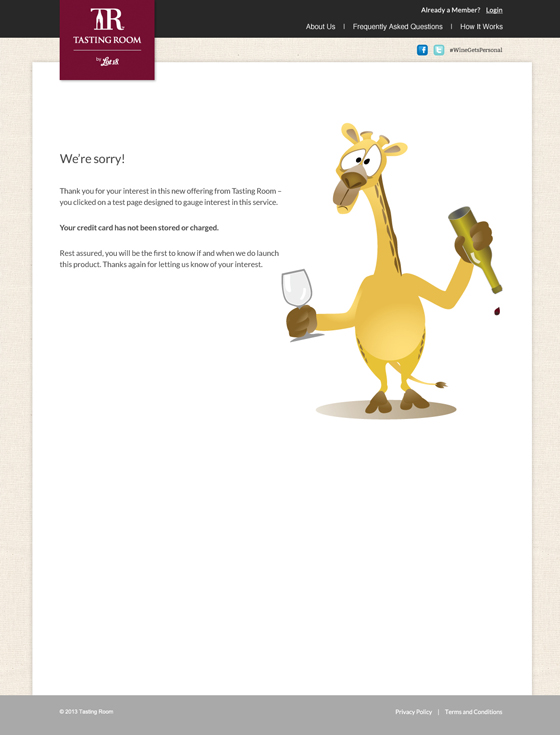 Already a Member? Login
TR
TASTING ROOM
by Lot18
About Us | Frequently Asked Questions | How It Works
#WineGetsPersonal
We're sorry!
Thank you for your interest in this new offering from Tasting Room –
you clicked on a test page designed to gauge interest in this service.
Your credit card has not been stored or charged.
Rest assured, you will be the first to know if and when we do launch
this product. Thanks again for letting us know of your interest.
© 2013 Tasting Room
Privacy Policy | Terms and Conditions